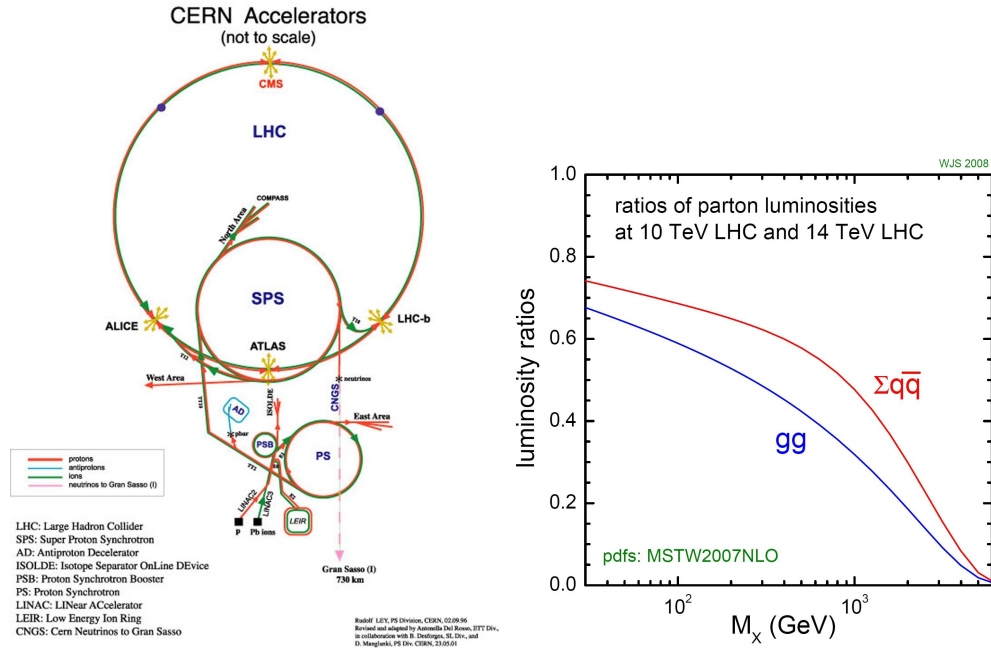 CERN Accelerators
(not to scale)
CMS
LHC
COMPASS
North Area
SPS
TI8
ALICE
LHC-b
ATLAS
TI2
West Area
CNGS
neutrinos
TT10
AD
ISOLDE
East Area
pbar
PSB
PS
TT2
E2
LINAC2
LINAC3
LEIR
p
Pb ions
protons
antiprotons
ions
neutrinos to Gran Sasso (I)
Gran Sasso (I)
730 km
LHC: Large Hadron Collider
SPS: Super Proton Synchrotron
AD: Antiproton Decelerator
ISOLDE: Isotope Separator OnLine DEvice
PSB: Proton Synchrotron Booster
PS: Proton Synchrotron
LINAC: LINear ACcelerator
LEIR: Low Energy Ion Ring
CNGS: Cern Neutrinos to Gran Sasso
Rudolf LEY, PS Division, CERN, 02.09.96
Revised and adapted by Antonella Del Rosso, ETT Div.,
in collaboration with B. Desforges, SL Div., and
D. Manglunki, PS Div. CERN, 23.05.01
WJS 2008
1.0
0.8
0.6
0.4
0.2
0.0
luminosity ratios
ratios of parton luminosities
at 10 TeV LHC and 14 TeV LHC
Σqq̅
gg
pdfs: MSTW2007NLO
10²
10³
M_X (GeV)